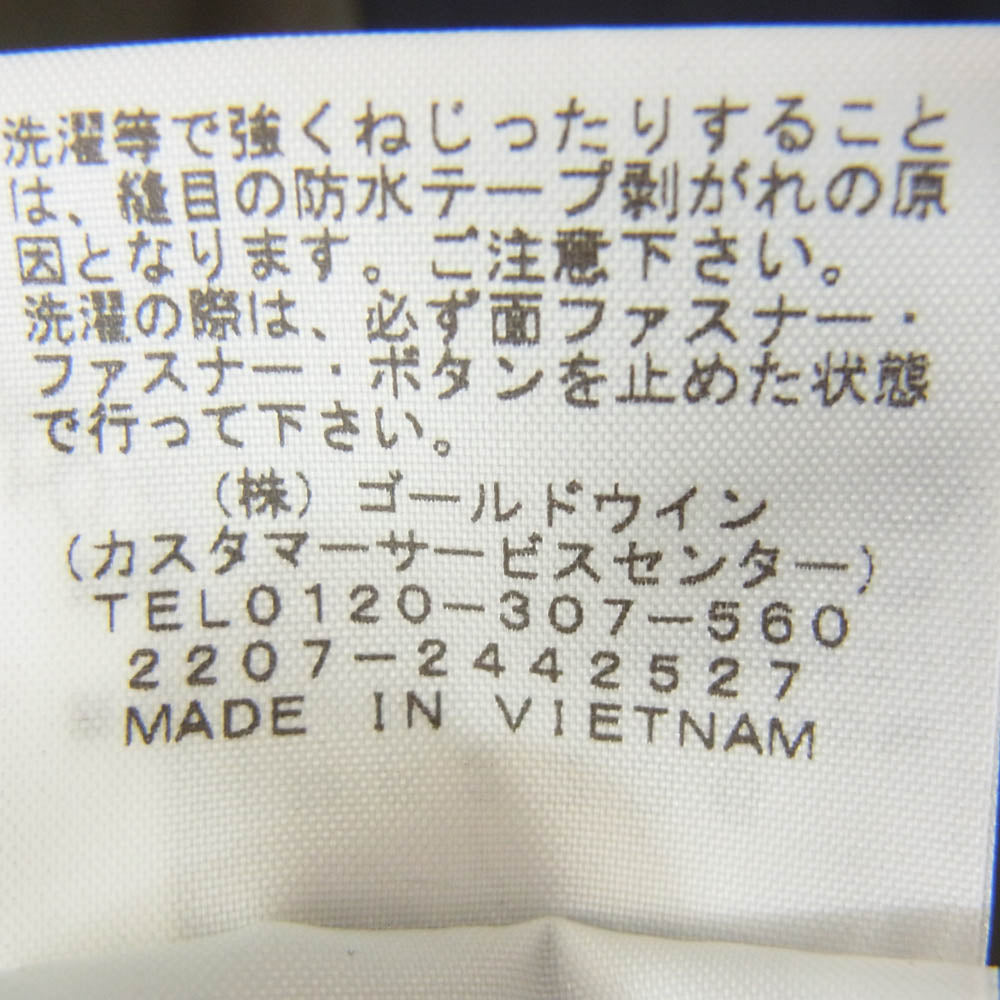 洗濯等で強くねじったりすること
は、縫目の防水テープ剥がれの原
因となります。ご注意下さい。
洗濯の際は、必ず面ファスナー・
ファスナー・ボタンを止めた状態
で行って下さい。
(株) ゴールドウイン
(カスタマーサービスセンター)
TEL0120-307-560
2207-2442527
MADE IN VIETNAM